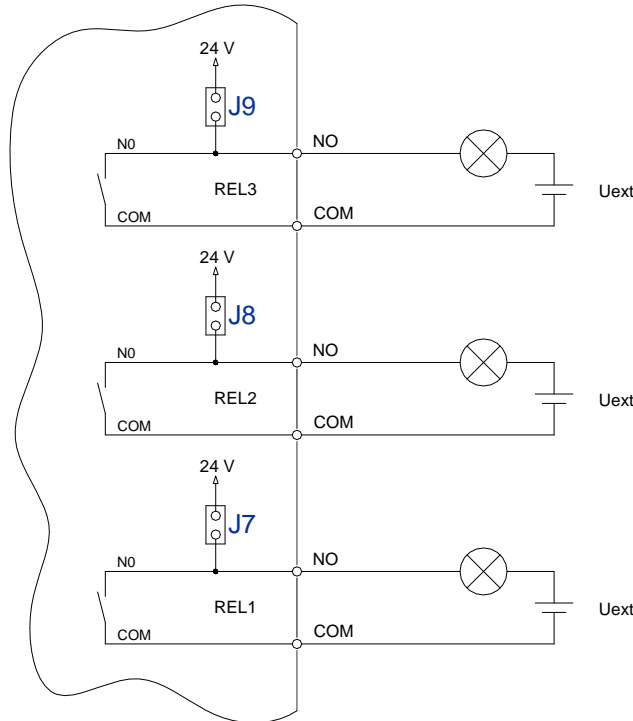 24 V
J9
N0
NO
REL3
Uext
COM
COM
24 V
J8
N0
NO
REL2
Uext
COM
COM
24 V
J7
N0
NO
REL1
Uext
COM
COM